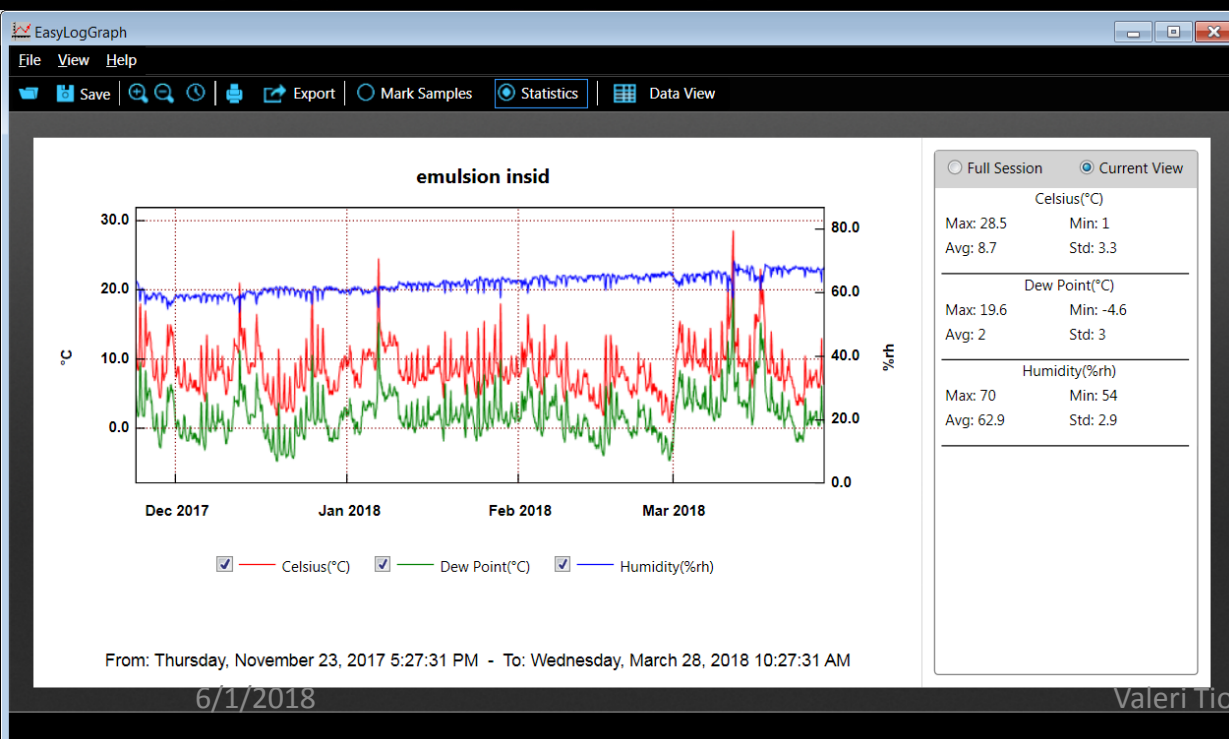 EasyLogGraph
File View Help
Save Export Mark Samples Statistics Data View
emulsion insid
Full Session Current View
Celsius(°C)
Max: 28.5 Min: 1
Avg: 8.7 Std: 3.3
Dew Point(°C)
Max: 19.6 Min: -4.6
Avg: 2 Std: 3
Humidity(%rh)
Max: 70 Min: 54
Avg: 62.9 Std: 2.9
30.0
20.0
10.0
0.0
°C
80.0
60.0
40.0
20.0
0.0
%rh
Dec 2017 Jan 2018 Feb 2018 Mar 2018
Celsius(°C) Dew Point(°C) Humidity(%rh)
From: Thursday, November 23, 2017 5:27:31 PM - To: Wednesday, March 28, 2018 10:27:31 AM
6/1/2018 Valeri Tio